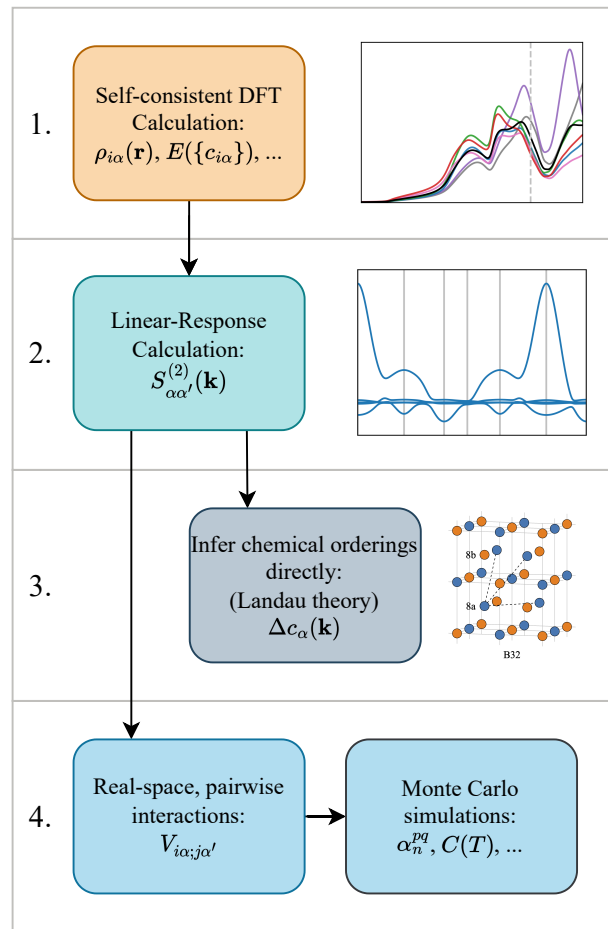 1.
Self-consistent DFT
Calculation:
ρ_{iα}(𝐫), E({c_{iα}}), ...
2.
Linear-Response
Calculation:
S^{(2)}_{αα′}(𝐤)
3.
Infer chemical orderings
directly:
(Landau theory)
Δc_α(𝐤)
8b
8a
B32
4.
Real-space, pairwise
interactions:
V_{iα;jα′}
Monte Carlo
simulations:
α_n^{pq}, C(T), ...